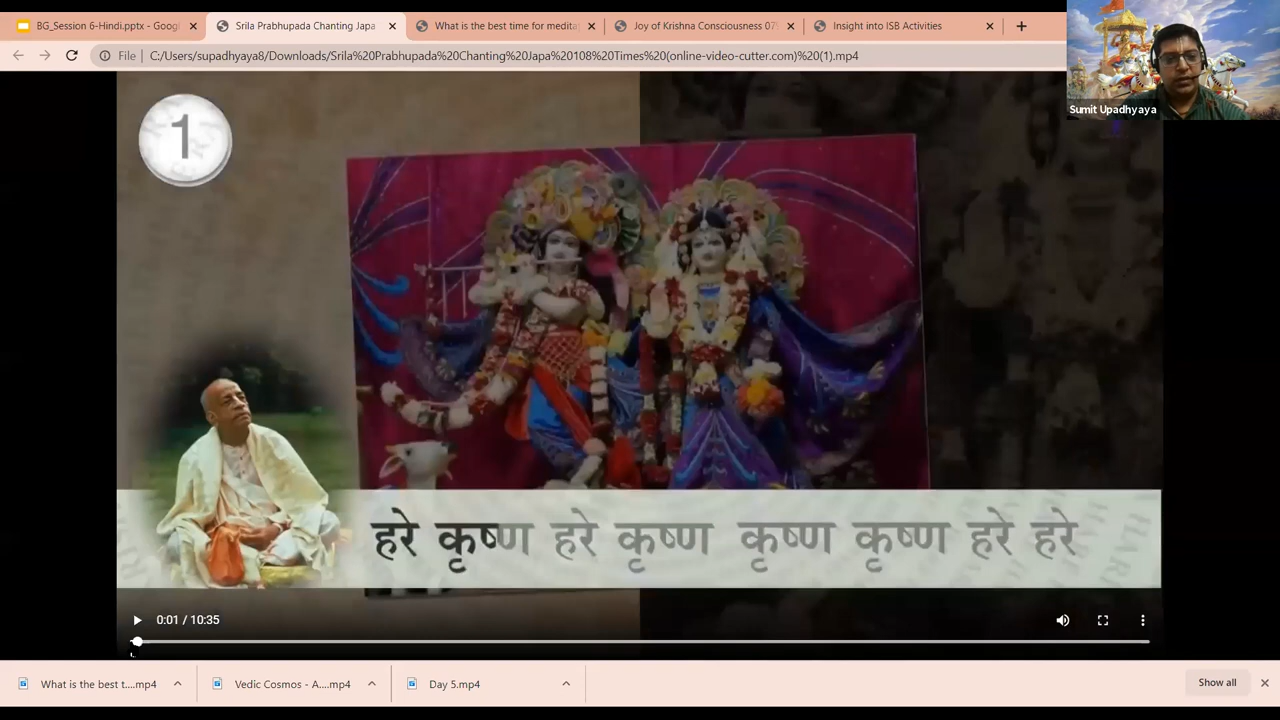 BG_Session 6-Hindi.pptx - Goog
Srila Prabhupada Chanting Japa
What is the best time for medita
Joy of Krishna Consciousness 075
Insight into ISB Activities
File
C:/Users/supadhyaya8/Downloads/Srila%20Prabhupada%20Chanting%20Japa%20108%20Times%20(online-video-cutter.com)%20(1).mp4
Sumit Upadhyaya
1
हरे कृष्ण हरे कृष्ण कृष्ण कृष्ण हरे हरे
0:01 / 10:35
What is the best t....mp4
Vedic Cosmos - A....mp4
Day 5.mp4
Show all